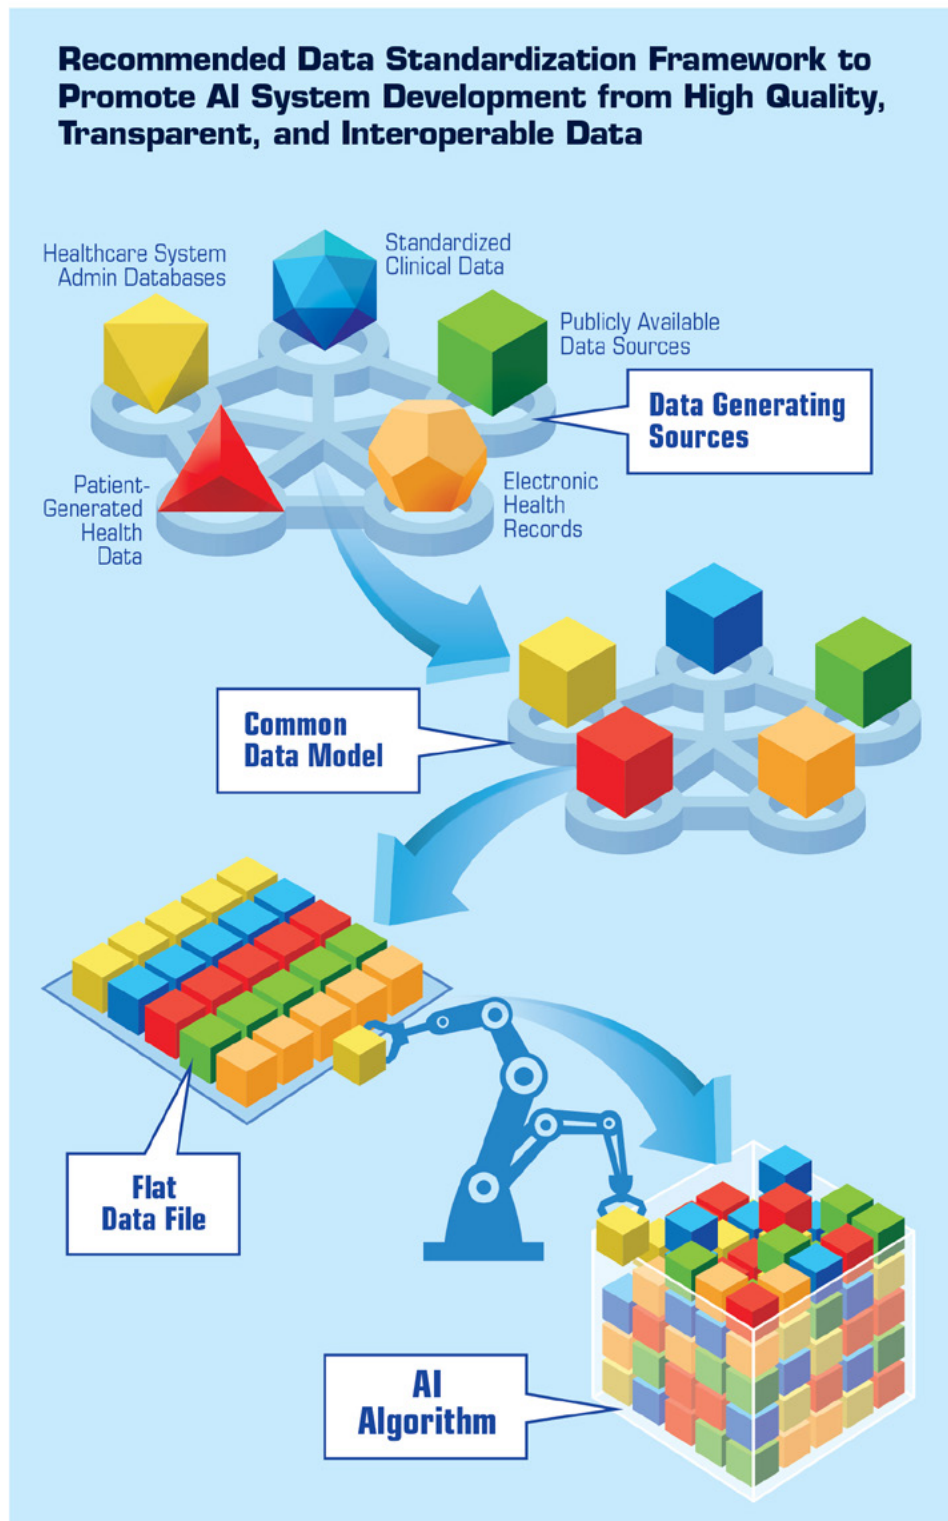 Recommended Data Standardization Framework to
Promote AI System Development from High Quality,
Transparent, and Interoperable Data
Healthcare System
Admin Databases
Standardized
Clinical Data
Publicly Available
Data Sources
Data Generating
Sources
Patient-
Generated
Health
Data
Electronic
Health
Records
Common
Data Model
Flat
Data File
AI
Algorithm